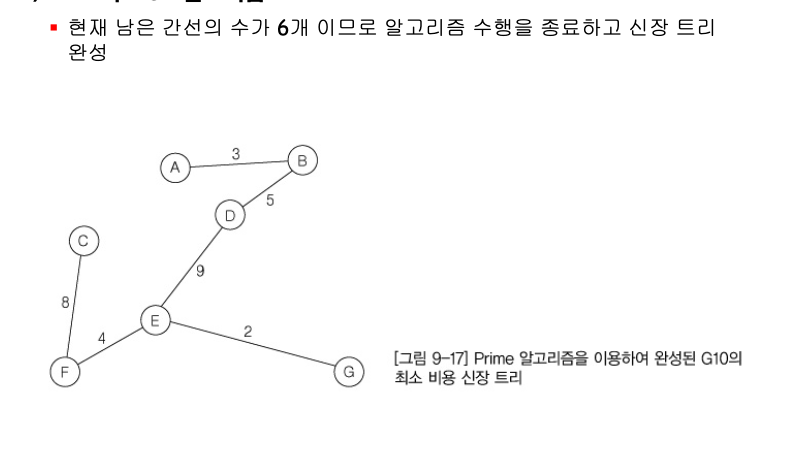 ▪ 현재 남은 간선의 수가 6개 이므로 알고리즘 수행을 종료하고 신장 트리
완성
3
A
B
5
D
C
9
8
E
2
4
F
G
[그림 9-17] Prime 알고리즘을 이용하여 완성된 G10의
최소 비용 신장 트리